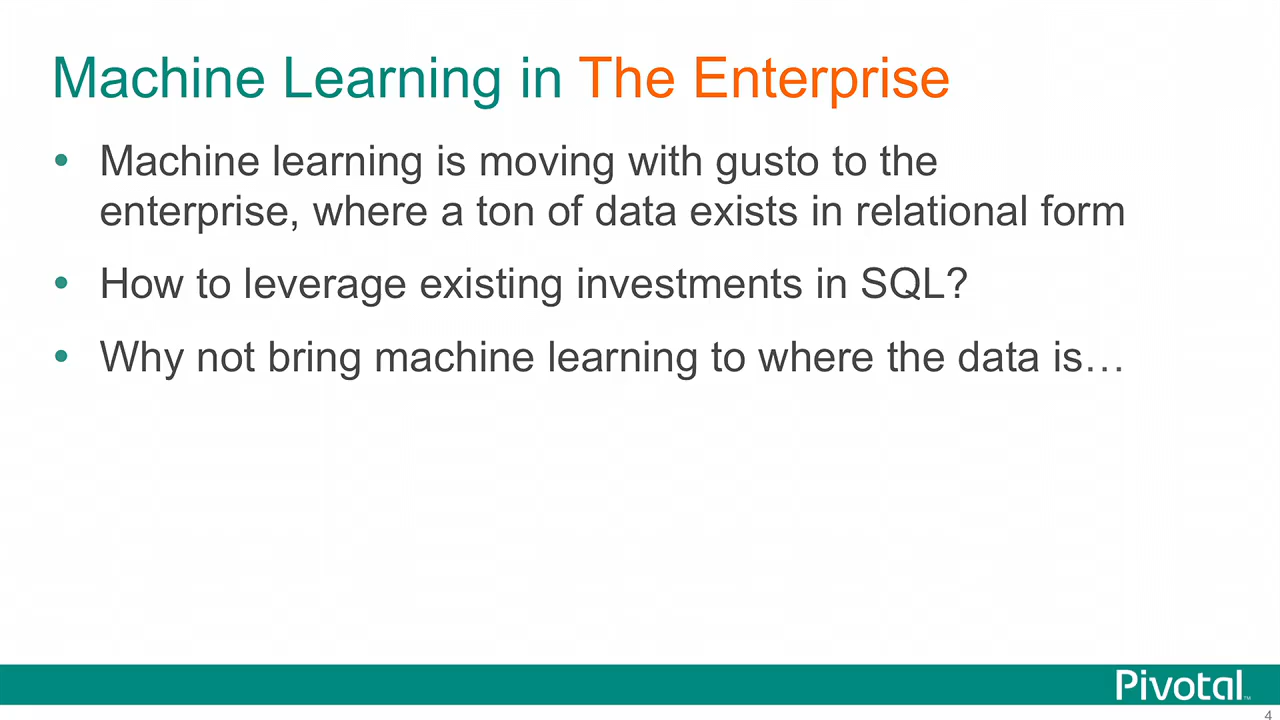 Machine Learning in The Enterprise
• Machine learning is moving with gusto to the
enterprise, where a ton of data exists in relational form
• How to leverage existing investments in SQL?
• Why not bring machine learning to where the data is…
Pivotal™
4